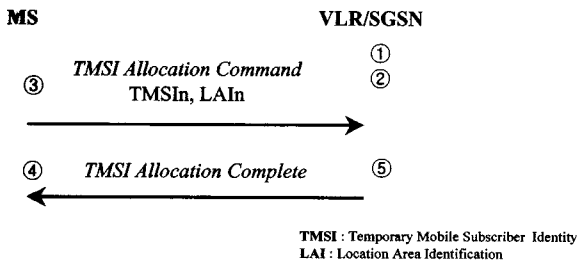 MS VLR/SGSN
①
TMSI Allocation Command ②
③ TMSIn, LAIn
④ TMSI Allocation Complete ⑤
TMSI : Temporary Mobile Subscriber Identity
LAI : Location Area Identification